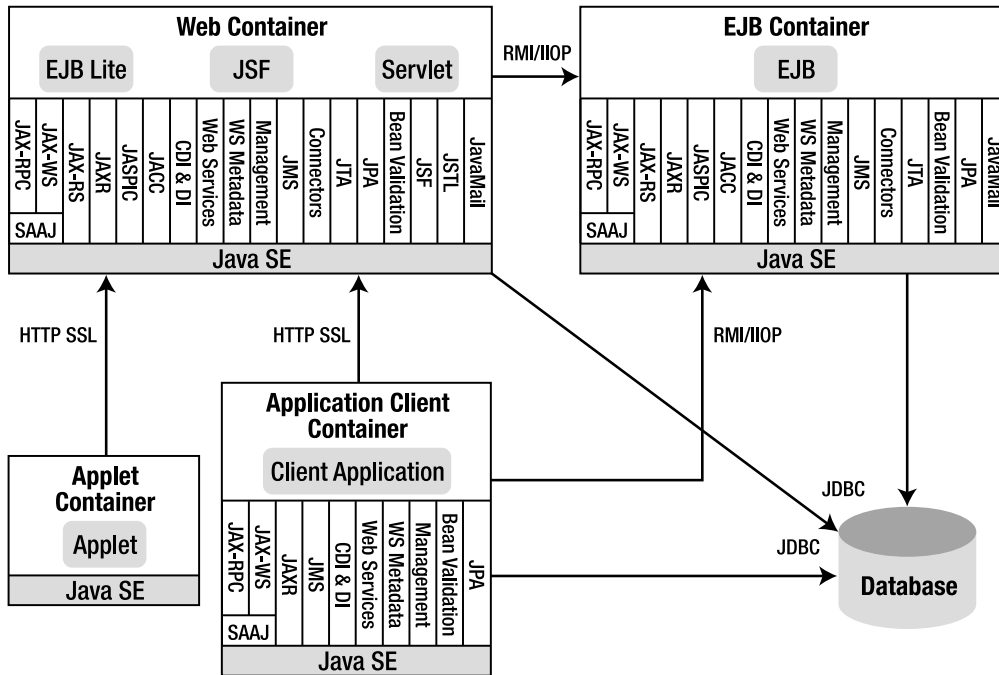 Web Container
EJB Lite
JSF
Servlet
JAX-RPC
JAX-WS
SAAJ
JAX-RS
JAXR
JASPIC
JACC
CDI & DI
Web Services
WS Metadata
Management
JMS
Connectors
JTA
JPA
Bean Validation
JSF
JSTL
JavaMail
Java SE
RMI/IIOP
EJB Container
EJB
JAX-RPC
JAX-WS
SAAJ
JAX-RS
JAXR
JASPIC
JACC
CDI & DI
Web Services
WS Metadata
Management
JMS
Connectors
JTA
Bean Validation
JPA
JavaMail
Java SE
HTTP SSL
HTTP SSL
RMI/IIOP
Application Client
Container
Client Application
JAX-RPC
JAX-WS
SAAJ
JAXR
JMS
CDI & DI
Web Services
WS Metadata
Management
Bean Validation
JPA
Java SE
Applet
Container
Applet
Java SE
JDBC
JDBC
Database